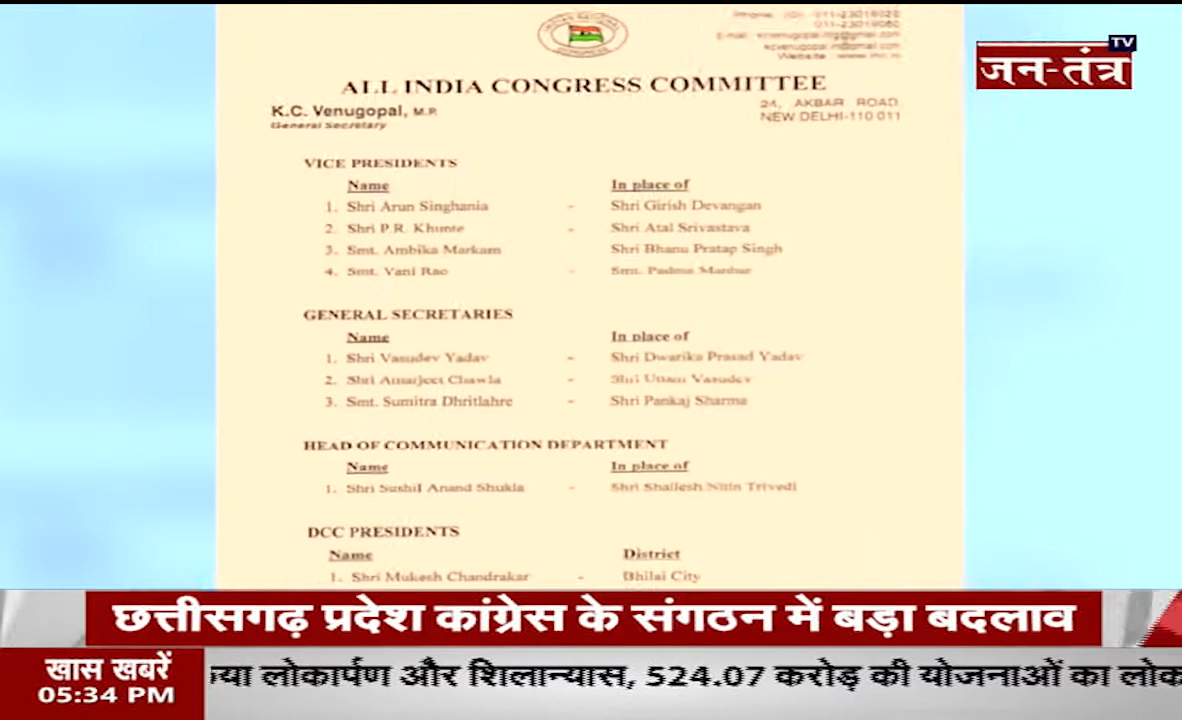 TV
जन-तंत्र
ALL INDIA CONGRESS COMMITTEE
K.C. Venugopal, M.P.
General Secretary
24, AKBAR ROAD,
NEW DELHI-110 011
VICE PRESIDENTS
Name In place of
1. Shri Arun Singhania - Shri Girish Devangan
2. Shri P.R. Khunte - Shri Atal Srivastava
3. Smt. Ambika Markam Shri Bhanu Pratap Singh
4. Smt. Vani Rao - Smt. Padma Manhar
GENERAL SECRETARIES
Name In place of
1. Shri Vasudev Yadav - Shri Dwarika Prasad Yadav
2. Shri Amarjeet Chawla - Shri Uttam Vasudev
3. Smt. Sumitra Dhritlahre - Shri Pankaj Sharma
HEAD OF COMMUNICATION DEPARTMENT
Name In place of
1. Shri Sushil Anand Shukla - Shri Shailesh Nitin Trivedi
DCC PRESIDENTS
Name District
1. Shri Mukesh Chandrakar - Bhilai City
छत्तीसगढ़ प्रदेश कांग्रेस के संगठन में बड़ा बदलाव
खास खबरें
05:34 PM
लोकार्पण और शिलान्यास, 524.07 करोड़ की योजनाओं का